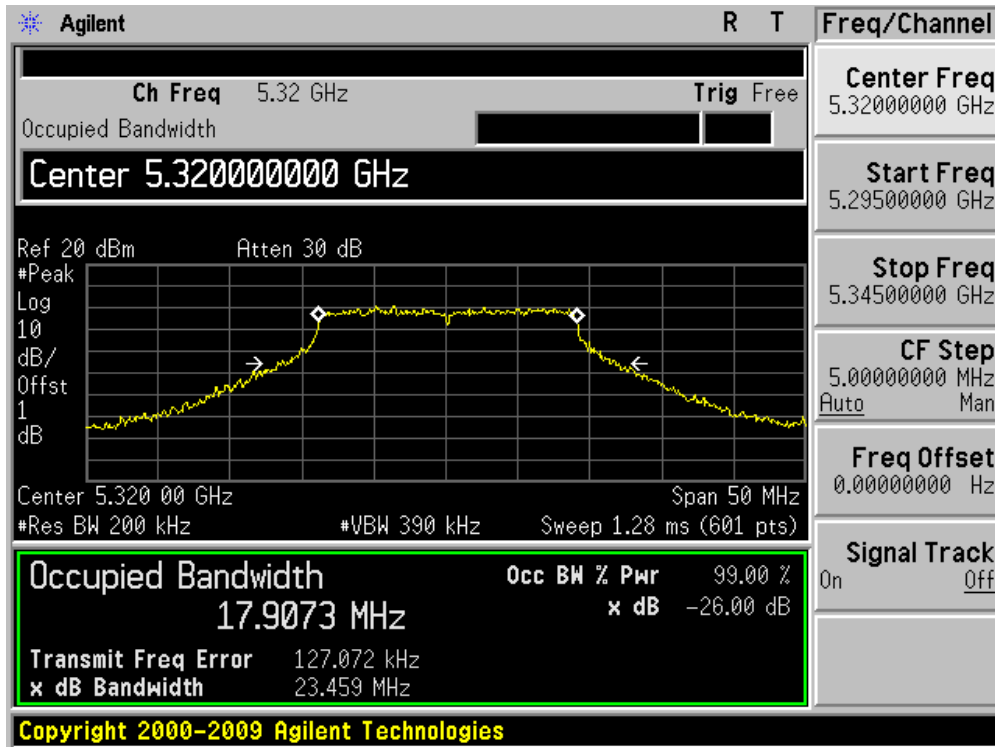 Agilent R T
Ch Freq 5.32 GHz Trig Free
Occupied Bandwidth
Center 5.320000000 GHz
Ref 20 dBm Atten 30 dB
#Peak
Log
10
dB/
Offst
1
dB
Center 5.320 00 GHz Span 50 MHz
#Res BW 200 kHz #VBW 390 kHz Sweep 1.28 ms (601 pts)
Occupied Bandwidth Occ BW % Pwr 99.00 %
17.9073 MHz x dB -26.00 dB
Transmit Freq Error 127.072 kHz
x dB Bandwidth 23.459 MHz
Copyright 2000-2009 Agilent Technologies
Freq/Channel
Center Freq
5.32000000 GHz
Start Freq
5.29500000 GHz
Stop Freq
5.34500000 GHz
CF Step
5.00000000 MHz
Auto Man
Freq Offset
0.00000000 Hz
Signal Track
On Off